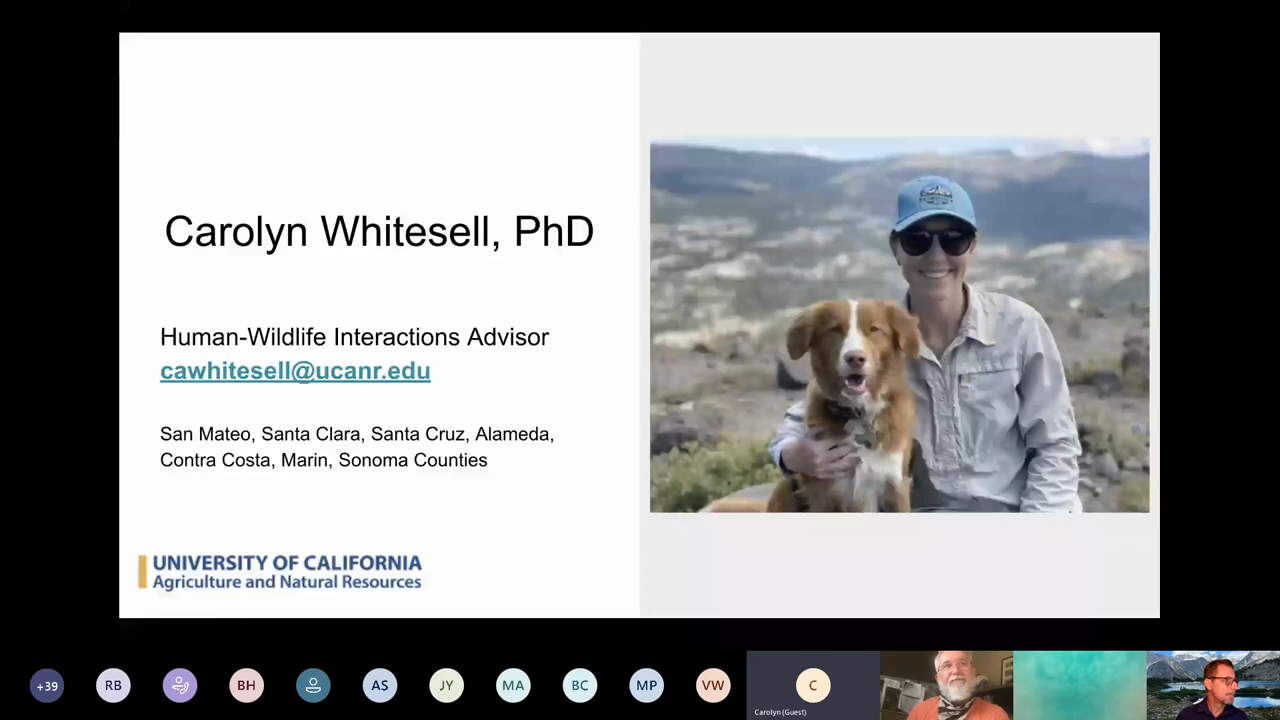 Carolyn Whitesell, PhD
Human-Wildlife Interactions Advisor
cawhitesell@ucanr.edu
San Mateo, Santa Clara, Santa Cruz, Alameda,
Contra Costa, Marin, Sonoma Counties
UNIVERSITY OF CALIFORNIA
Agriculture and Natural Resources
+39
RB
BH
AS
JY
MA
BC
MP
VW
C
Carolyn (Guest)